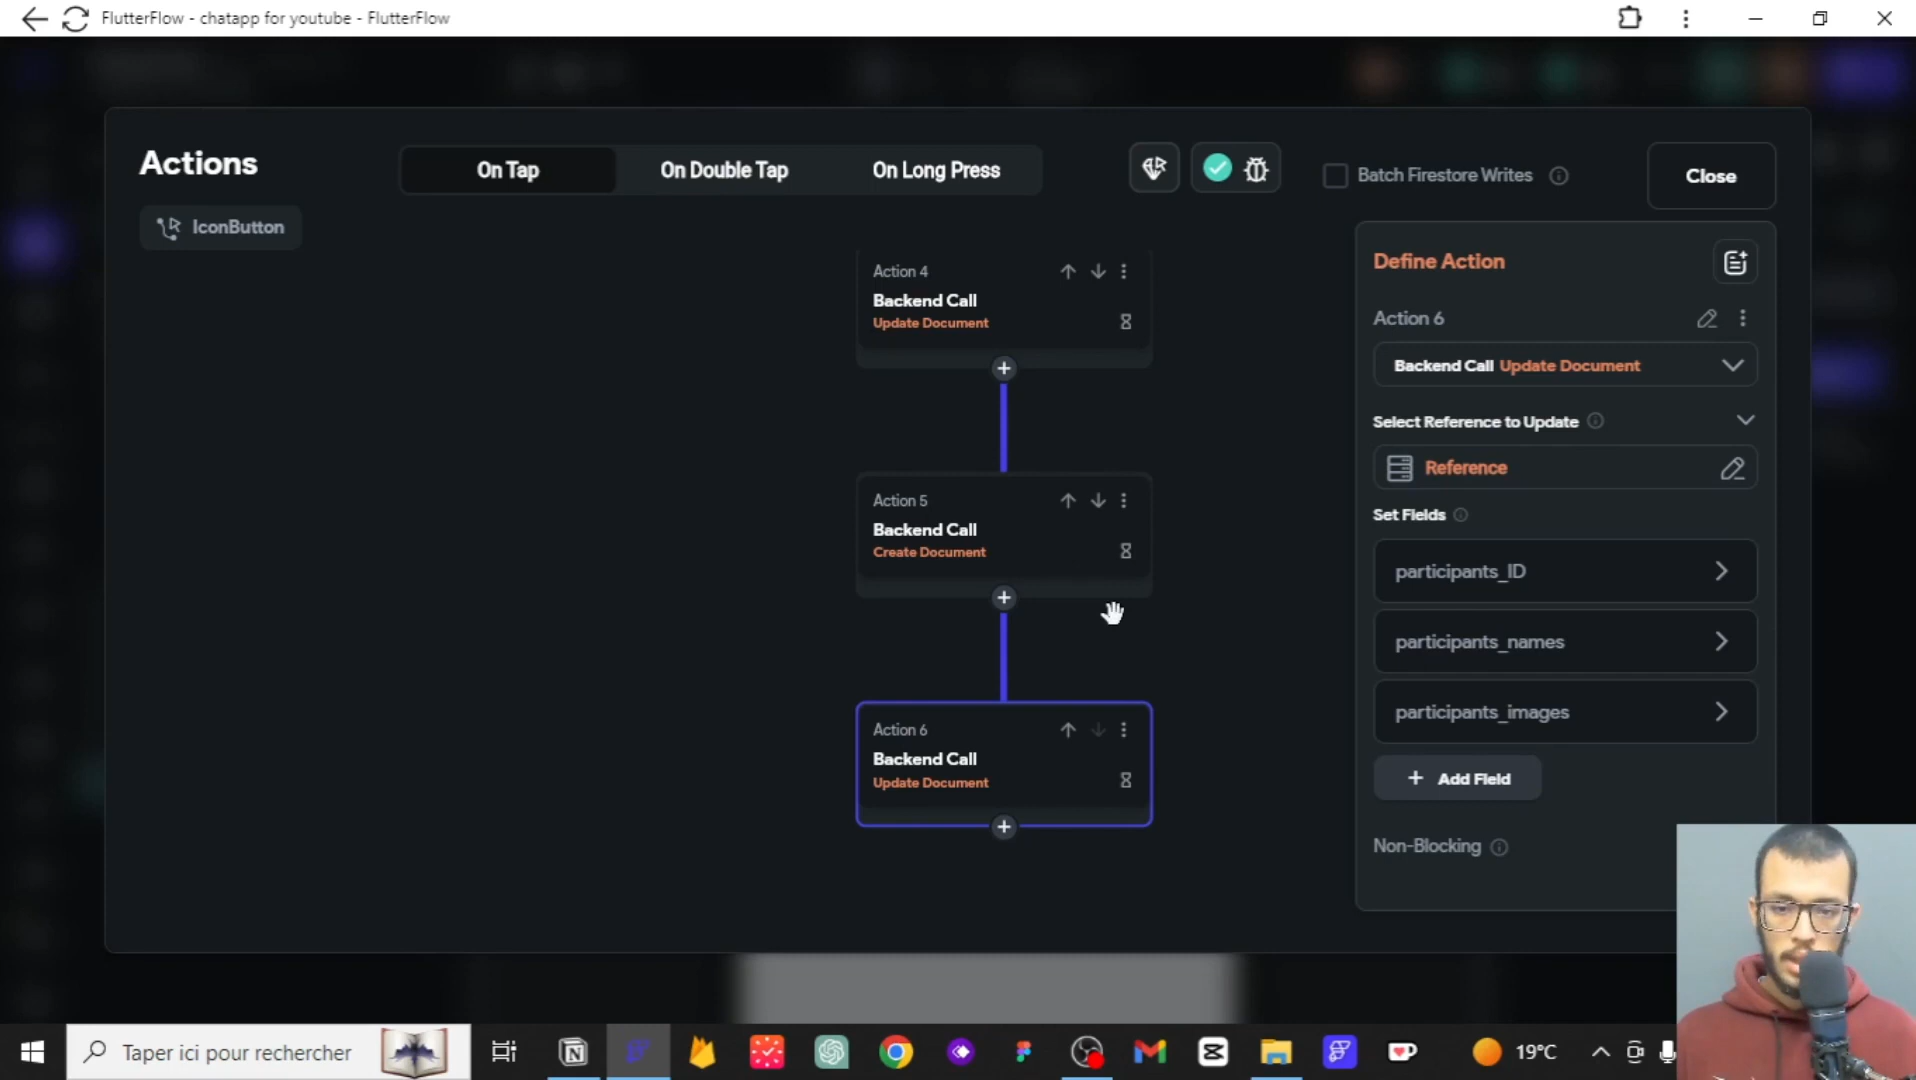 FlutterFlow - chatapp for youtube - FlutterFlow
Actions
On Tap
On Double Tap
On Long Press
Batch Firestore Writes
Close
IconButton
Action 4
Backend Call
Update Document
Action 5
Backend Call
Create Document
Action 6
Backend Call
Update Document
Define Action
Action 6
Backend Call Update Document
Select Reference to Update
Reference
Set Fields
participants_ID
participants_names
participants_images
+ Add Field
Non-Blocking
Taper ici pour rechercher
19°C